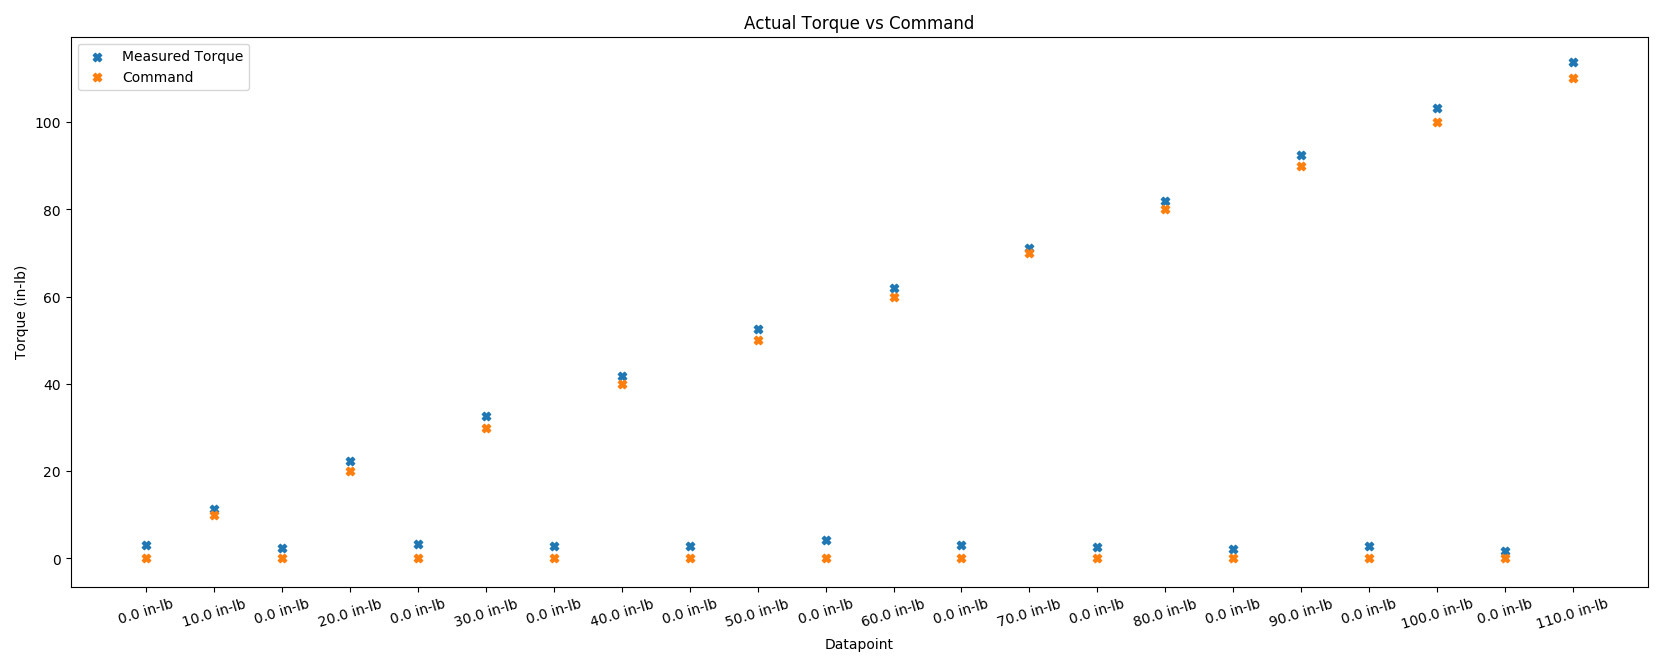 Actual Torque vs Command
Measured Torque
Command
100
80
60
40
20
0
Torque (in-lb)
0.0 in-lb
10.0 in-lb
0.0 in-lb
20.0 in-lb
0.0 in-lb
30.0 in-lb
0.0 in-lb
40.0 in-lb
0.0 in-lb
50.0 in-lb
0.0 in-lb
60.0 in-lb
0.0 in-lb
70.0 in-lb
0.0 in-lb
80.0 in-lb
0.0 in-lb
90.0 in-lb
0.0 in-lb
100.0 in-lb
0.0 in-lb
110.0 in-lb
Datapoint